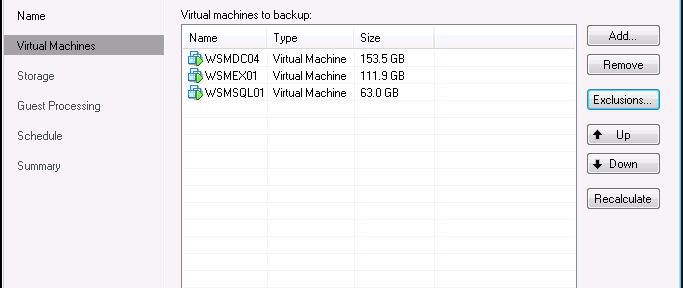 Name
Virtual Machines
Storage
Guest Processing
Schedule
Summary
Virtual machines to backup:
Name Type Size
WSMDC04 Virtual Machine 153.5 GB
WSMEX01 Virtual Machine 111.9 GB
WSMSQL01 Virtual Machine 63.0 GB
Add...
Remove
Exclusions...
Up
Down
Recalculate